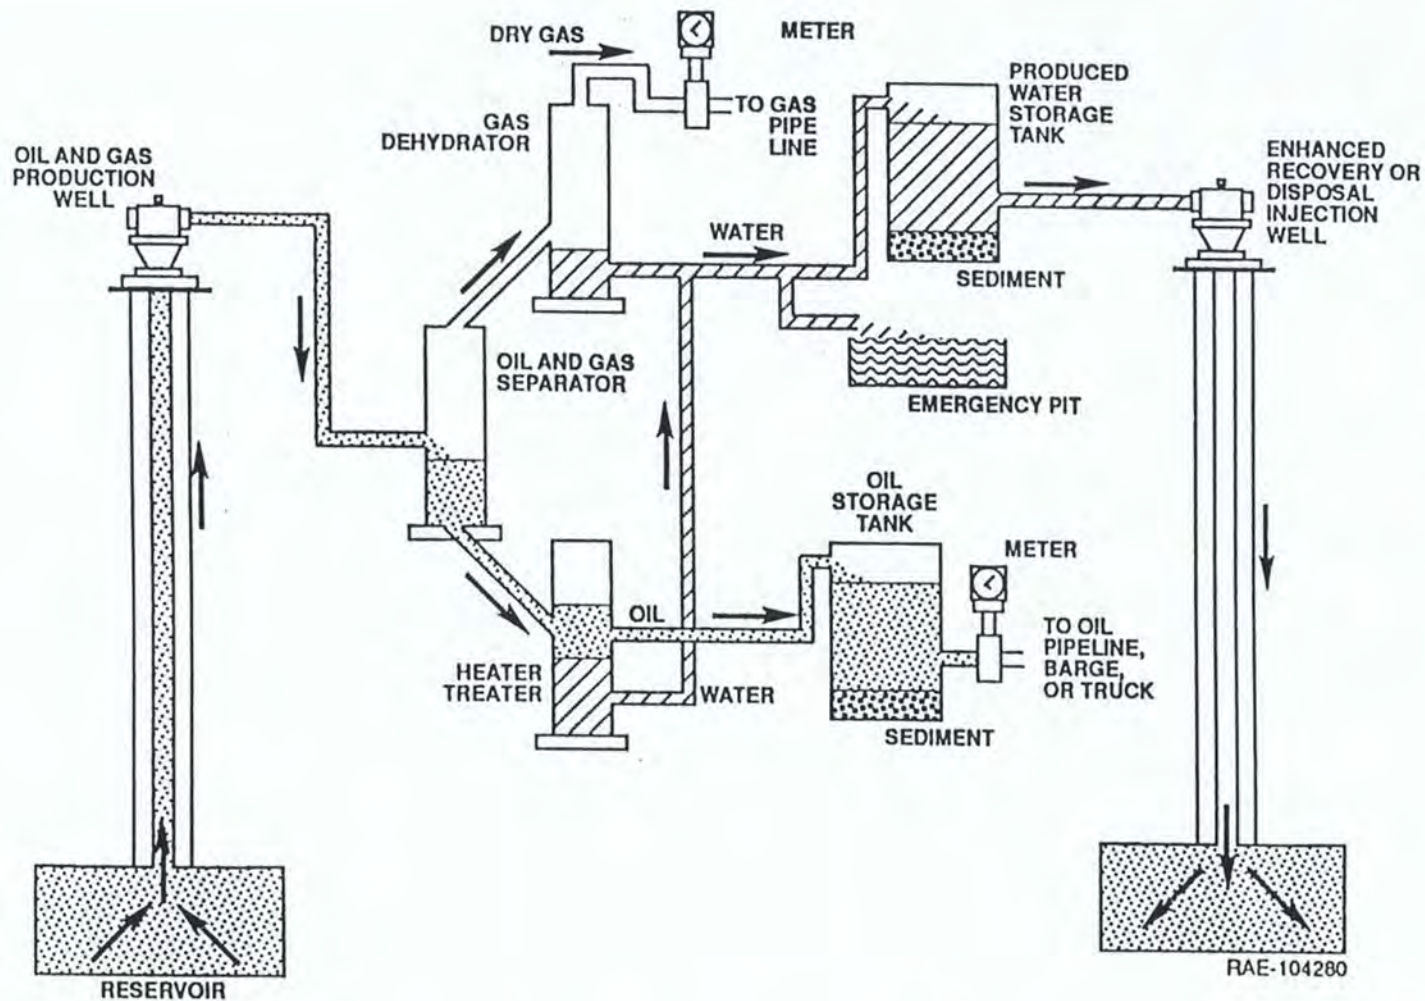 DRY GAS
METER
TO GAS
PIPE
LINE
GAS
DEHYDRATOR
PRODUCED
WATER
STORAGE
TANK
OIL AND GAS
PRODUCTION
WELL
ENHANCED
RECOVERY OR
DISPOSAL
INJECTION
WELL
WATER
SEDIMENT
OIL AND GAS
SEPARATOR
EMERGENCY PIT
OIL
STORAGE
TANK
METER
OIL
TO OIL
PIPELINE,
BARGE,
OR TRUCK
HEATER
TREATER
WATER
SEDIMENT
RESERVOIR
RAE-104280